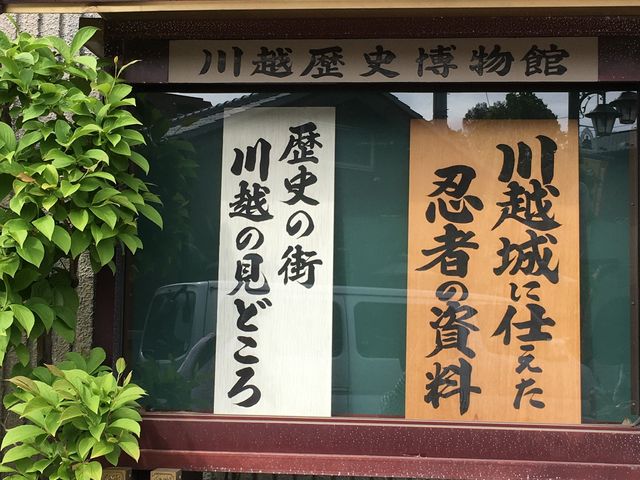 川越歴史博物館
川越城に仕えた
忍者の資料
歴史の街
川越の見どころ